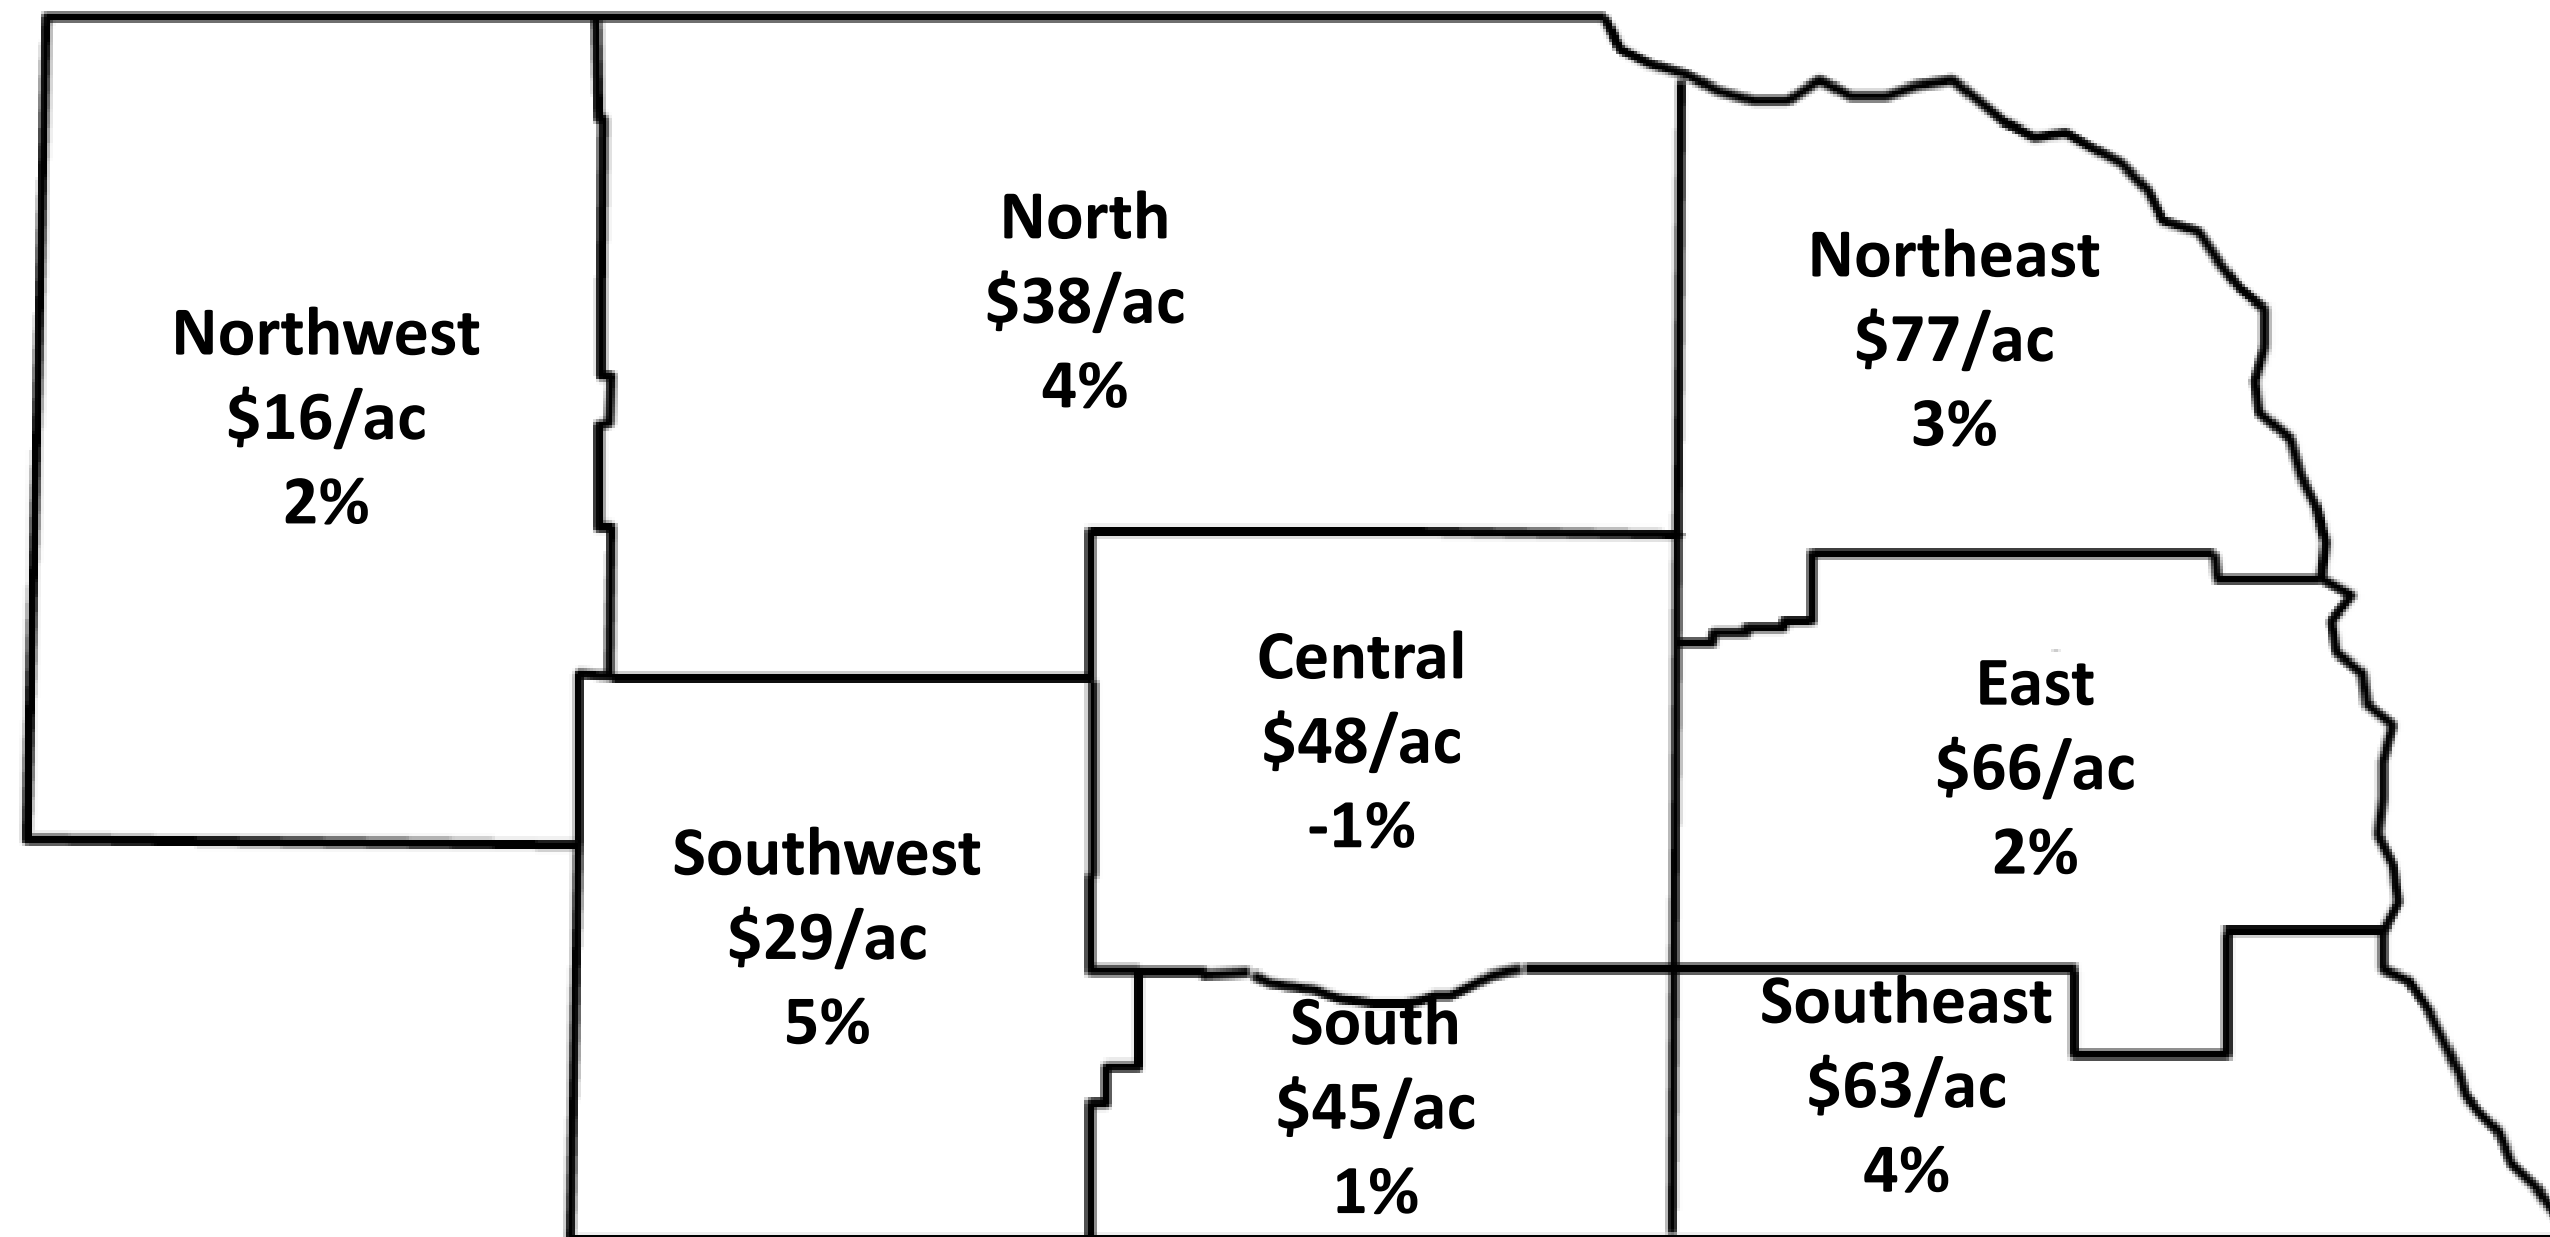 Northwest
$16/ac
2%
North
$38/ac
4%
Northeast
$77/ac
3%
Central
$48/ac
-1%
East
$66/ac
2%
Southwest
$29/ac
5%
South
$45/ac
1%
Southeast
$63/ac
4%